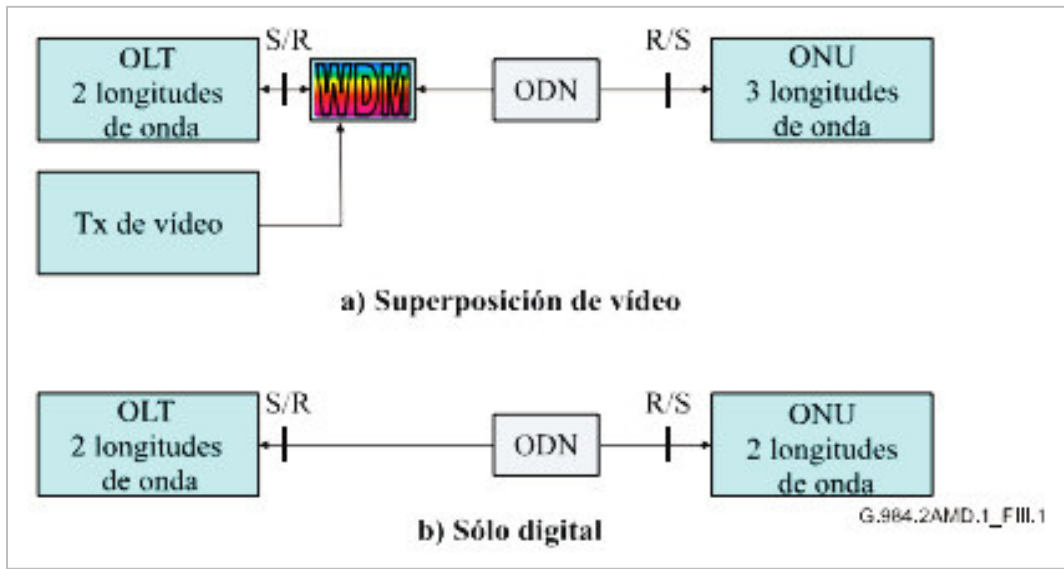 OLT
2 longitudes
de onda
S/R
WDM
ODN
R/S
ONU
3 longitudes
de onda
Tx de vídeo
a) Superposición de vídeo
OLT
2 longitudes
de onda
S/R
ODN
R/S
ONU
2 longitudes
de onda
G.984.2AMD.1_FIII.1
b) Sólo digital